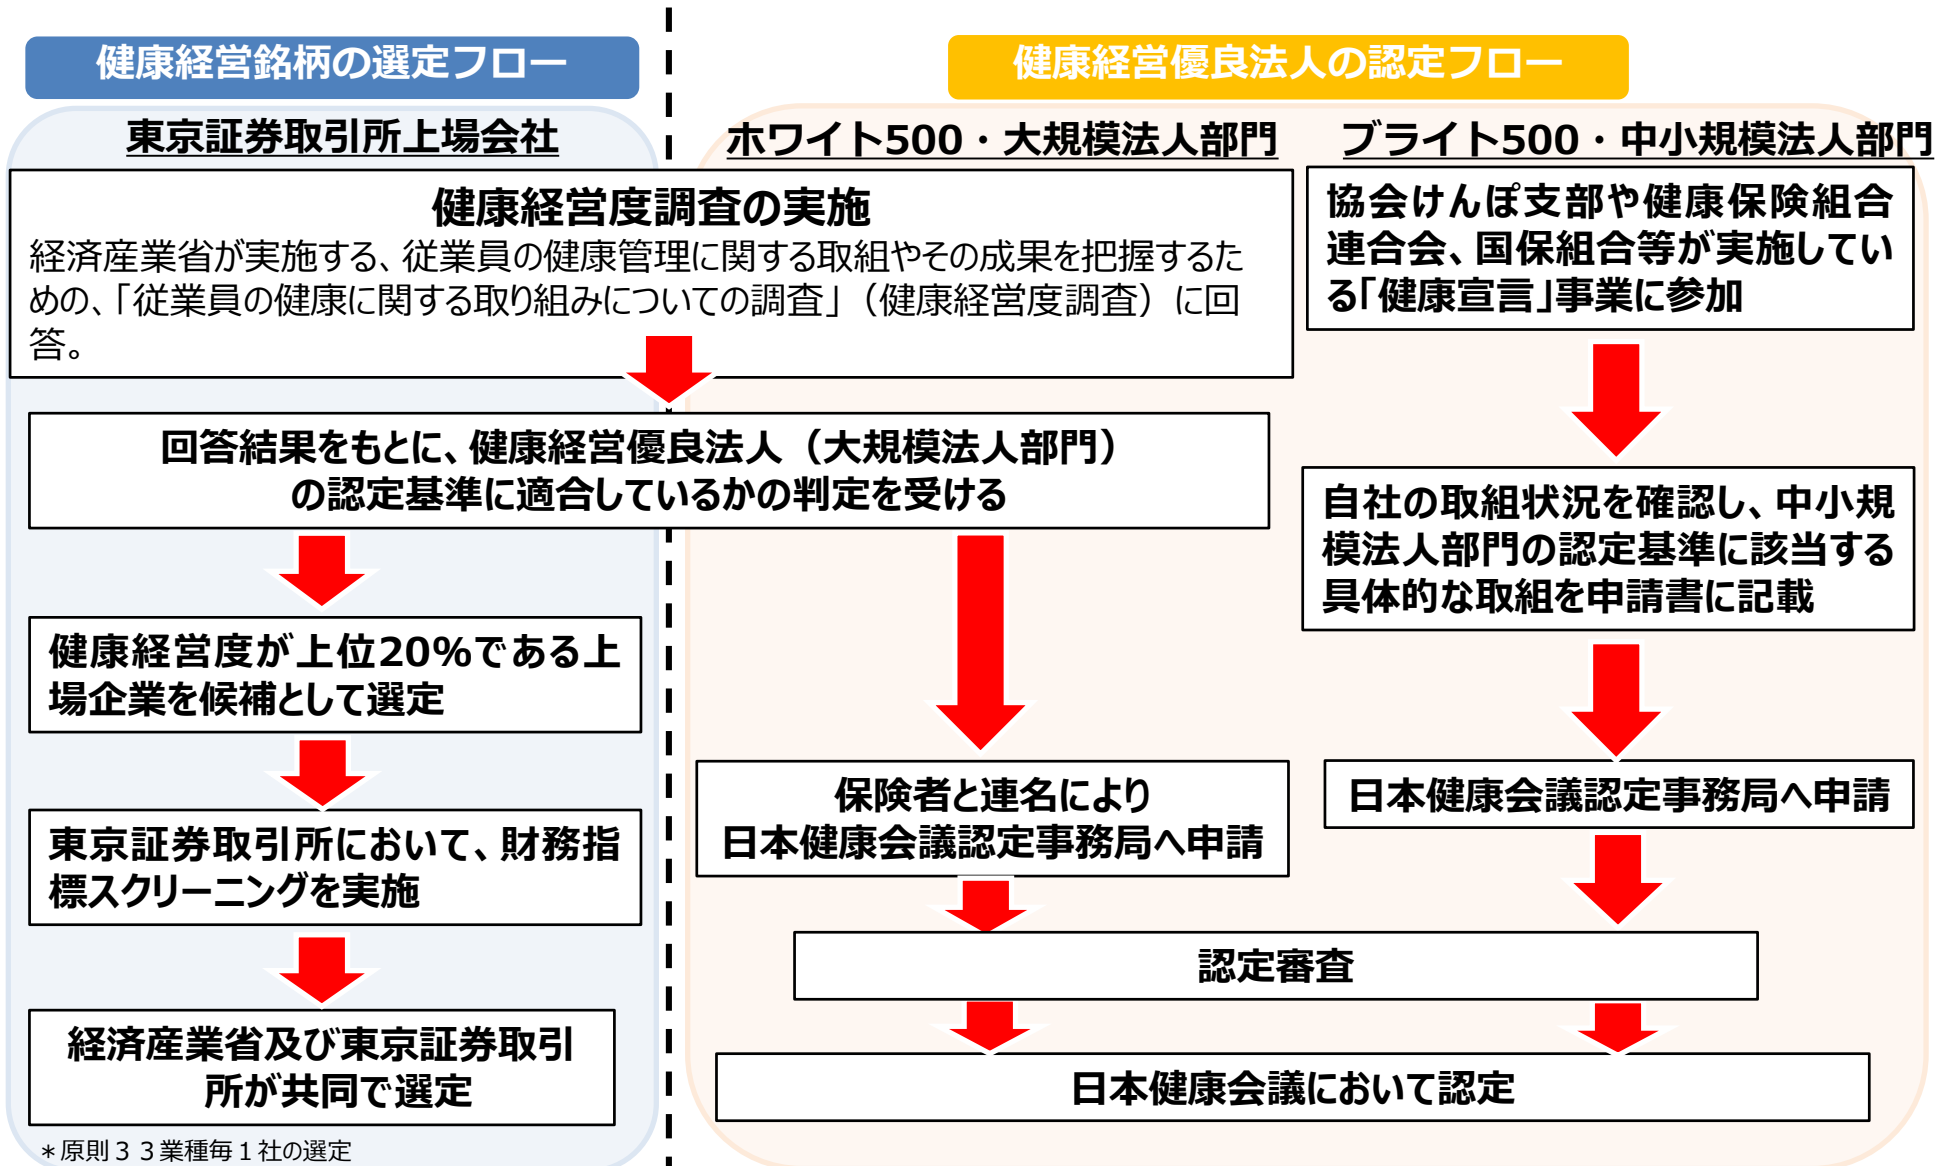 健康経営銘柄の選定フロー
健康経営優良法人の認定フロー
東京証券取引所上場会社
ホワイト500・大規模法人部門
ブライト500・中小規模法人部門
健康経営度調査の実施
経済産業省が実施する、従業員の健康管理に関する取組やその成果を把握するた
めの、「従業員の健康に関する取り組みについての調査」（健康経営度調査）に回
答。
協会けんぽ支部や健康保険組合
連合会、国保組合等が実施してい
る「健康宣言」事業に参加
回答結果をもとに、健康経営優良法人（大規模法人部門）
の認定基準に適合しているかの判定を受ける
自社の取組状況を確認し、中小規
模法人部門の認定基準に該当する
具体的な取組を申請書に記載
健康経営度が上位20%である上
場企業を候補として選定
保険者と連名により
日本健康会議認定事務局へ申請
日本健康会議認定事務局へ申請
東京証券取引所において、財務指
標スクリーニングを実施
認定審査
経済産業省及び東京証券取引
所が共同で選定
日本健康会議において認定
＊原則３３業種毎１社の選定